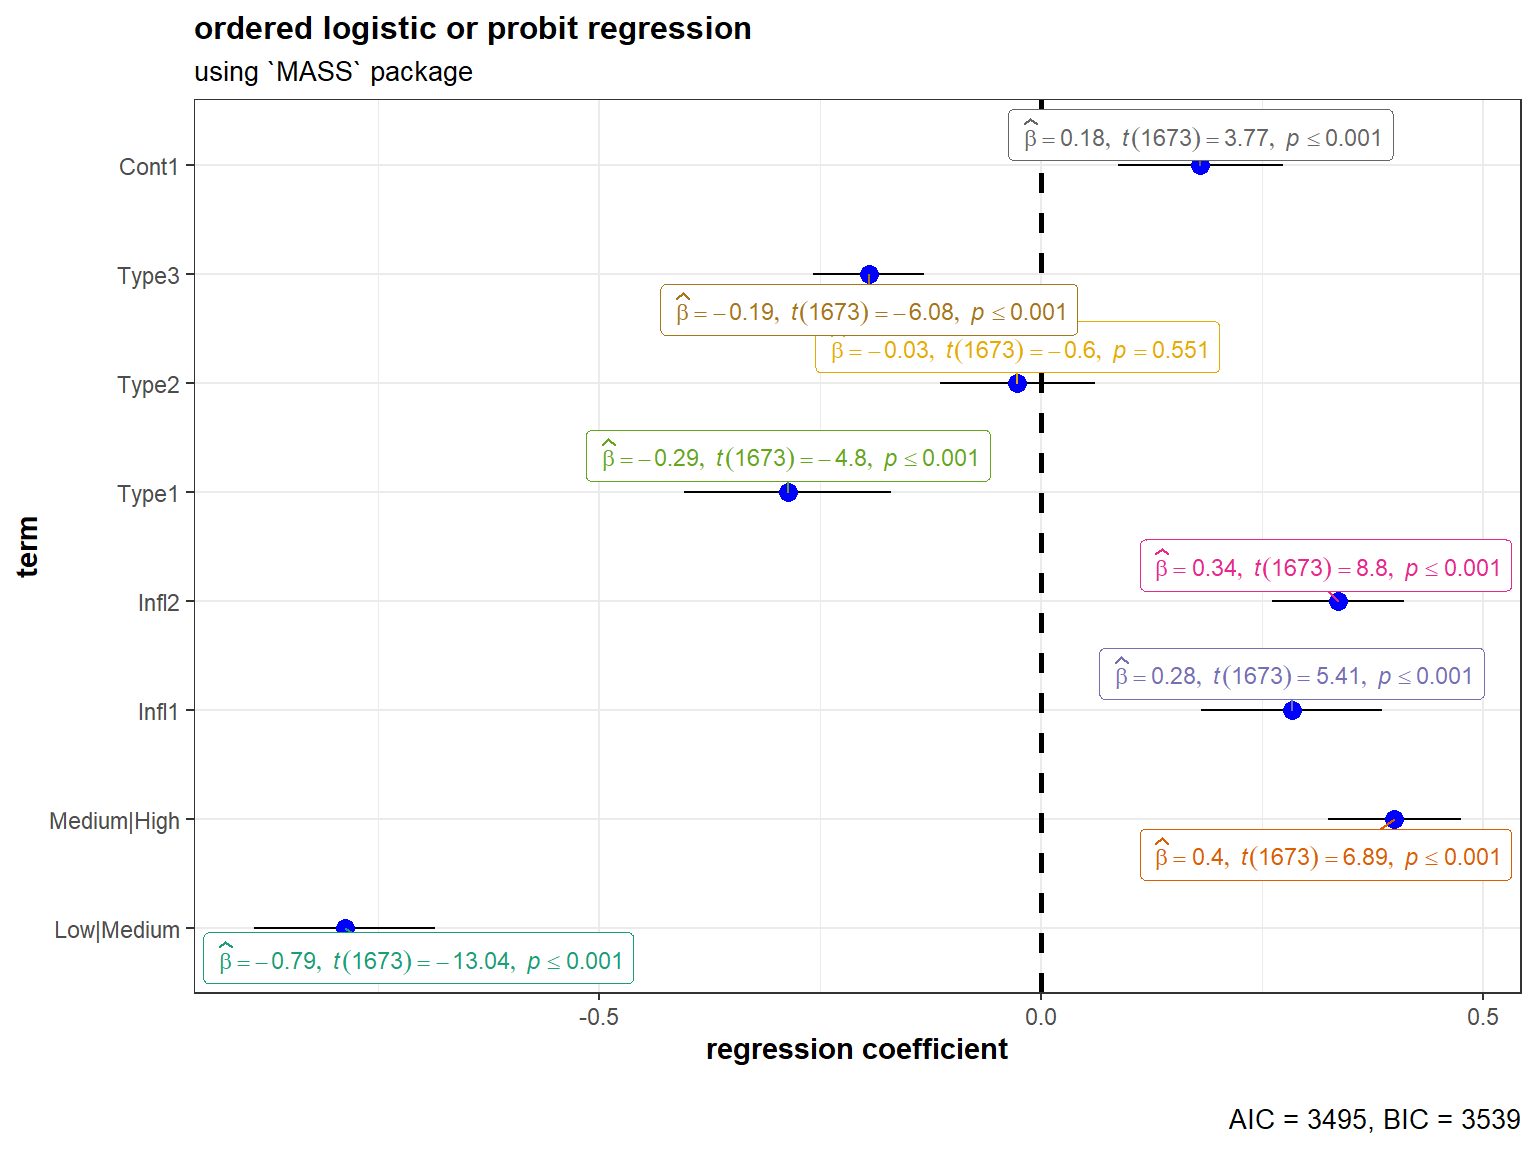 ordered logistic or probit regression
using `MASS` package
term
Cont1
β̂ = 0.18, t(1673) = 3.77, p ≤ 0.001
Type3
β̂ = −0.19, t(1673) = −6.08, p ≤ 0.001
β̂ = −0.03, t(1673) = −0.6, p = 0.551
Type2
β̂ = −0.29, t(1673) = −4.8, p ≤ 0.001
Type1
β̂ = 0.34, t(1673) = 8.8, p ≤ 0.001
Infl2
β̂ = 0.28, t(1673) = 5.41, p ≤ 0.001
Infl1
Medium|High
β̂ = 0.4, t(1673) = 6.89, p ≤ 0.001
Low|Medium
β̂ = −0.79, t(1673) = −13.04, p ≤ 0.001
-0.5 0.0 0.5
regression coefficient
AIC = 3495, BIC = 3539